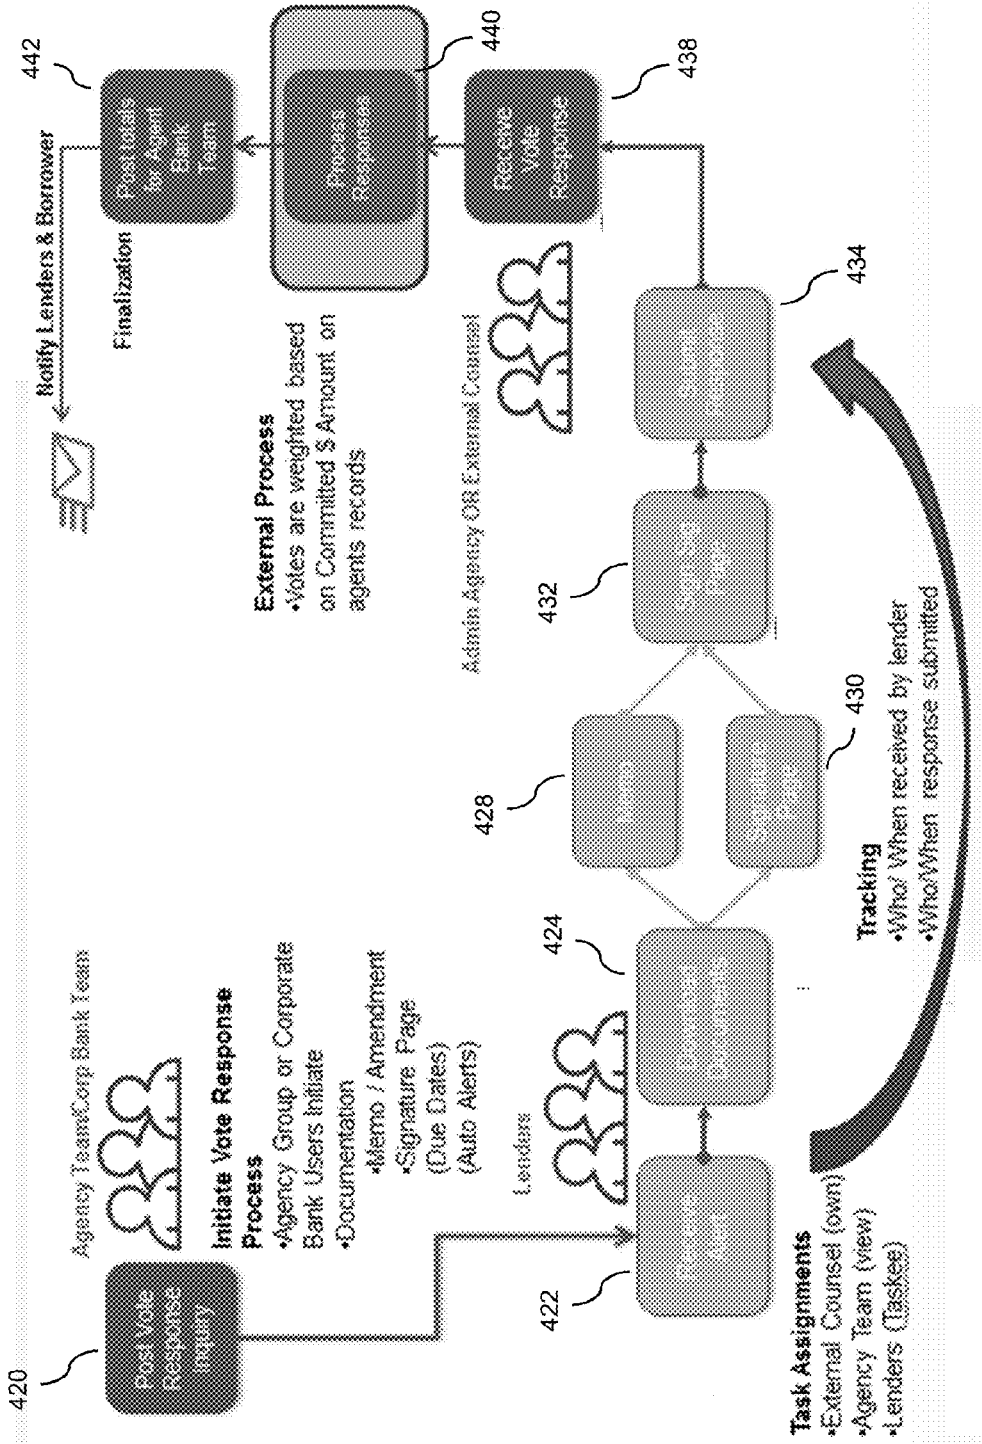 420
Post Vote
Response
Inquiry
Agency Team
Corp Bank Team
Initiate Vote Response
Process
•Agency Group or Corporate
Bank Users Initiate
•Documentation
•Memo / Amendment
•Signature Page
(Due Dates)
(Auto Alerts)
Notify Lenders & Borrower
442
Post totals
for Agent
Bank
Team
Finalization
External Process
•Votes are weighted based
on Committed $ Amount on
agents records
Process
Response
440
Admin Agency OR External Counsel
Receive
Vote
Response
438
Lenders
422
424
Memo
428
Signature
Page
430
432
434
Task Assignments
•External Counsel (own)
•Agency Team (view)
•Lenders (Taskee)
Tracking
•Who/ When received by lender
•Who/When response submitted